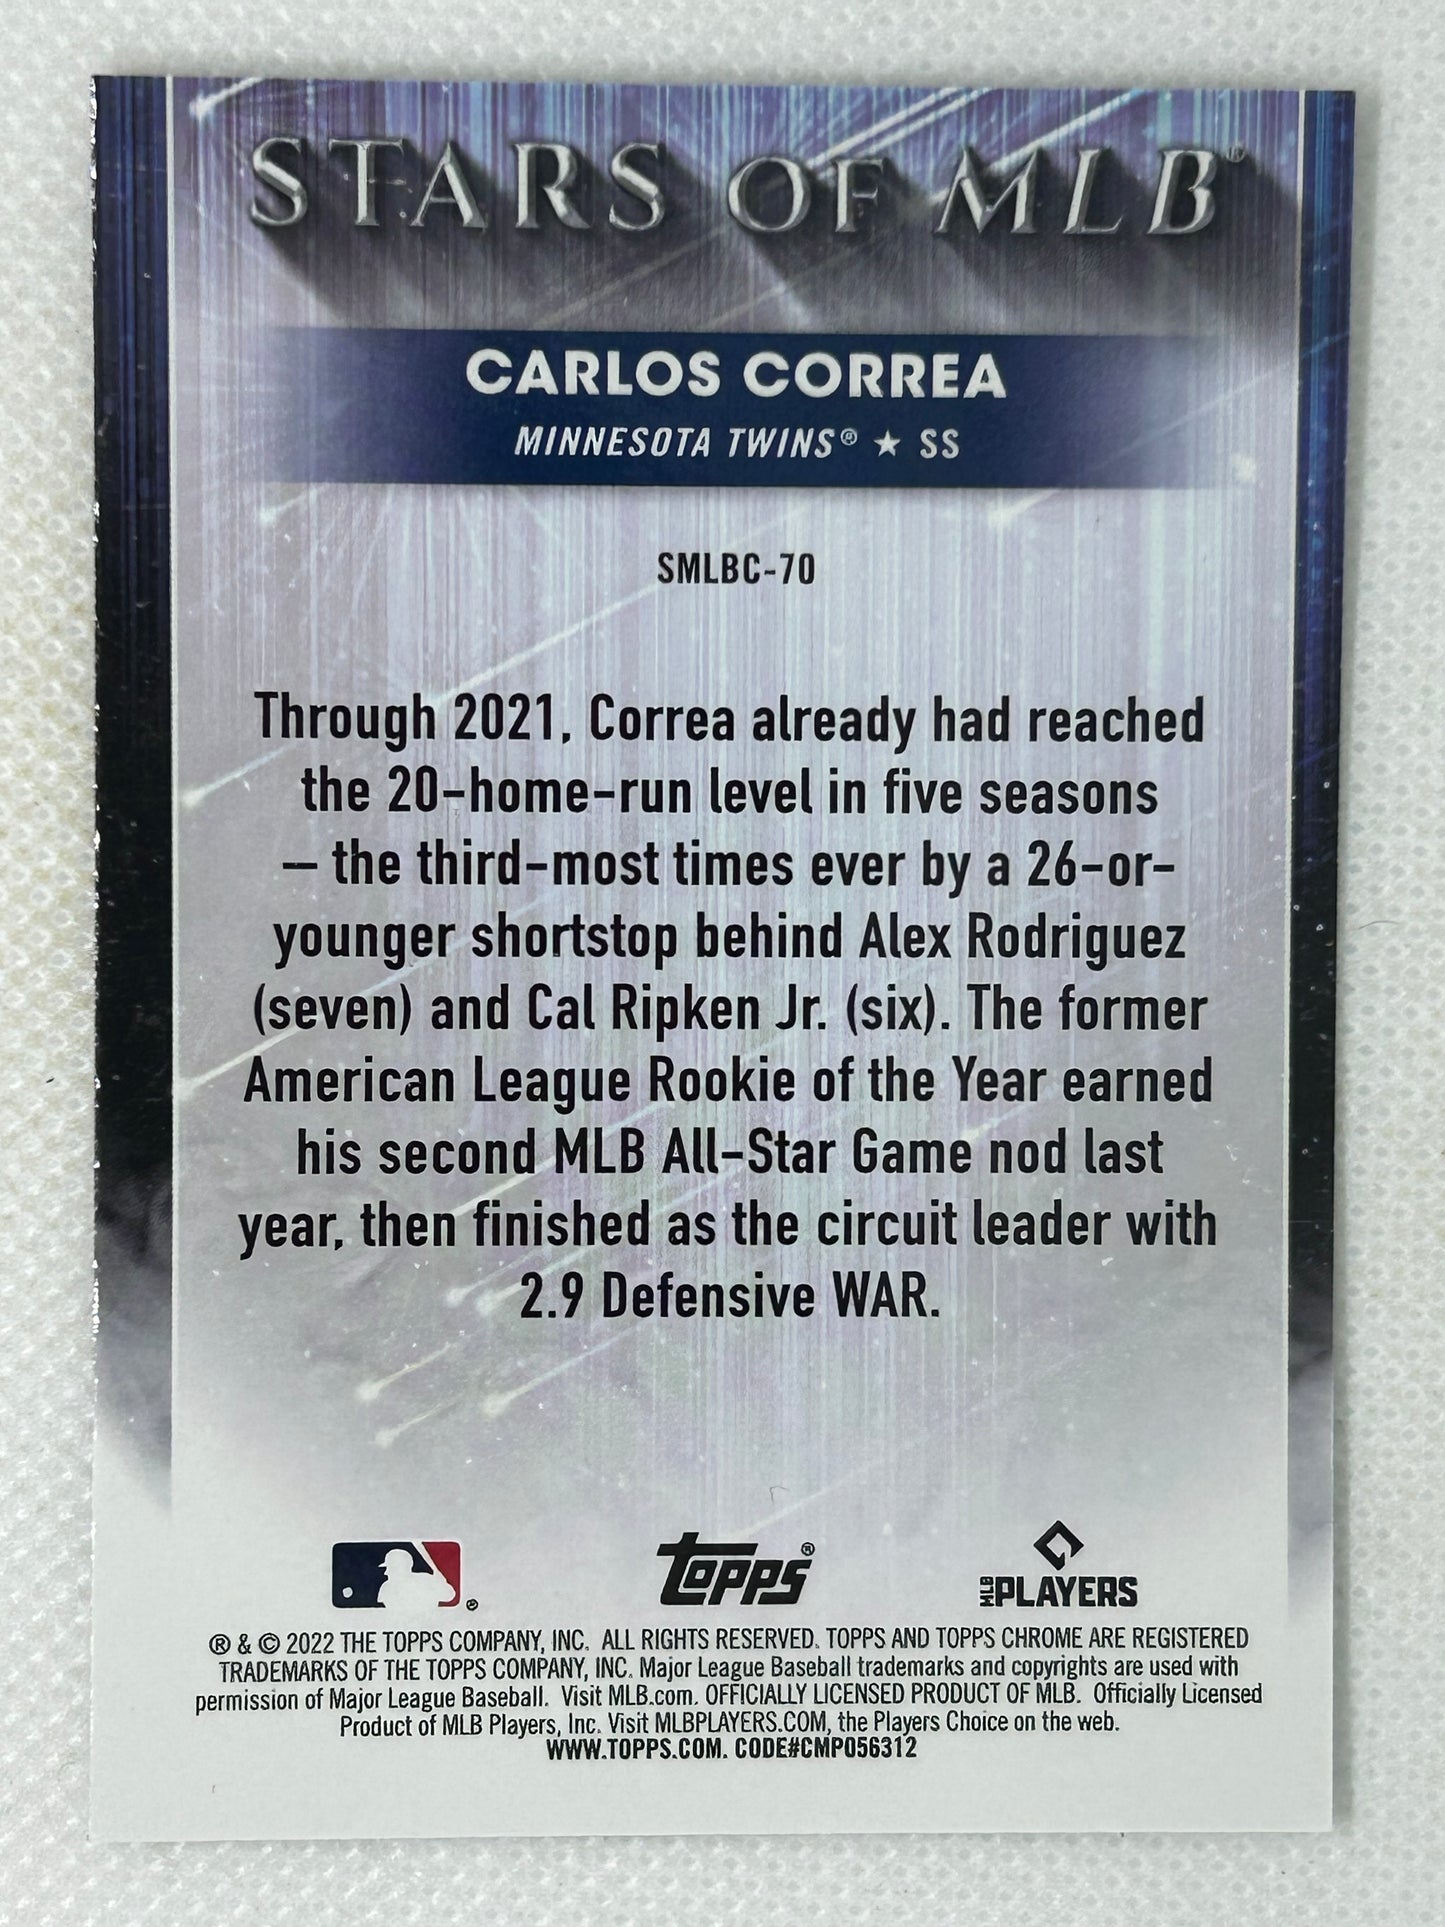 STARS OF MLB®
CARLOS CORREA
MINNESOTA TWINS® ★ SS
SMLBC-70
Through 2021, Correa already had reached
the 20-home-run level in five seasons
— the third-most times ever by a 26-or-
younger shortstop behind Alex Rodriguez
(seven) and Cal Ripken Jr. (six). The former
American League Rookie of the Year earned
his second MLB All-Star Game nod last
year, then finished as the circuit leader with
2.9 Defensive WAR.
® topps® MLB PLAYERS
® & © 2022 THE TOPPS COMPANY, INC. ALL RIGHTS RESERVED. TOPPS AND TOPPS CHROME ARE REGISTERED
TRADEMARKS OF THE TOPPS COMPANY, INC. Major League Baseball trademarks and copyrights are used with
permission of Major League Baseball. Visit MLB.com. OFFICIALLY LICENSED PRODUCT OF MLB. Officially Licensed
Product of MLB Players, Inc. Visit MLBPLAYERS.COM, the Players Choice on the web.
WWW.TOPPS.COM. CODE#CMP056312